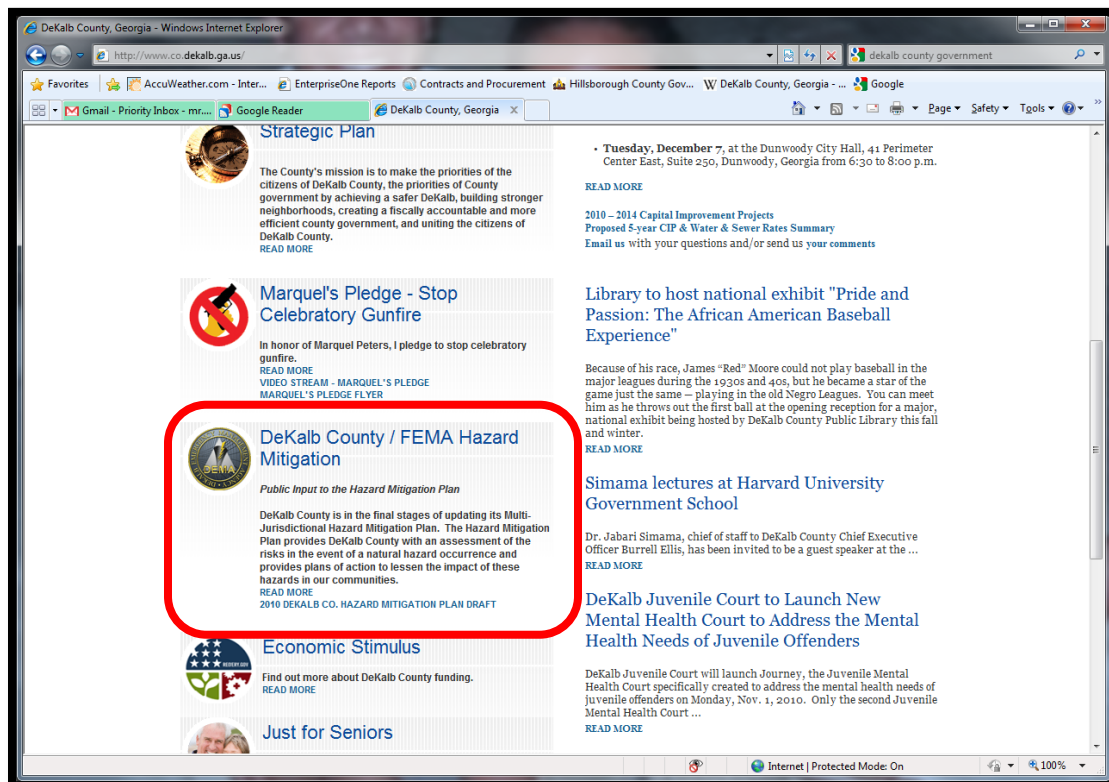 DeKalb County, Georgia - Windows Internet Explorer
http://www.co.dekalb.ga.us/
dekalb county government
Favorites
AccuWeather.com - Inter...
EnterpriseOne Reports
Contracts and Procurement
Hillsborough County Gov...
W DeKalb County, Georgia - ...
Google
Gmail - Priority Inbox - mr....
Google Reader
DeKalb County, Georgia
X
Page
Safety
Tools
»
Strategic Plan
The County's mission is to make the priorities of the
citizens of DeKalb County, the priorities of County
government by achieving a safer DeKalb, building stronger
neighborhoods, creating a fiscally accountable and more
efficient county government, and uniting the citizens of
DeKalb County.
READ MORE
Marquel's Pledge - Stop
Celebratory Gunfire
In honor of Marquel Peters, I pledge to stop celebratory
gunfire.
READ MORE
VIDEO STREAM - MARQUEL'S PLEDGE
MARQUEL'S PLEDGE FLYER
DEMA
DeKalb County / FEMA Hazard
Mitigation
Public Input to the Hazard Mitigation Plan
DeKalb County is in the final stages of updating its Multi-
Jurisdictional Hazard Mitigation Plan. The Hazard Mitigation
Plan provides DeKalb County with an assessment of the
risks in the event of a natural hazard occurrence and
provides plans of action to lessen the impact of these
hazards in our communities.
READ MORE
2010 DEKALB CO. HAZARD MITIGATION PLAN DRAFT
Economic Stimulus
Find out more about DeKalb County funding.
READ MORE
Just for Seniors
• Tuesday, December 7, at the Dunwoody City Hall, 41 Perimeter
Center East, Suite 250, Dunwoody, Georgia from 6:30 to 8:00 p.m.
READ MORE
2010 – 2014 Capital Improvement Projects
Proposed 5-year CIP & Water & Sewer Rates Summary
Email us with your questions and/or send us your comments
Library to host national exhibit "Pride and
Passion: The African American Baseball
Experience"
Because of his race, James “Red” Moore could not play baseball in the
major leagues during the 1930s and 40s, but he became a star of the
game just the same – playing in the old Negro Leagues. You can meet
him as he throws out the first ball at the opening reception for a major,
national exhibit being hosted by DeKalb County Public Library this fall
and winter.
READ MORE
Simama lectures at Harvard University
Government School
Dr. Jabari Simama, chief of staff to DeKalb County Chief Executive
Officer Burrell Ellis, has been invited to be a guest speaker at the ...
READ MORE
DeKalb Juvenile Court to Launch New
Mental Health Court to Address the Mental
Health Needs of Juvenile Offenders
DeKalb Juvenile Court will launch Journey, the Juvenile Mental
Health Court specifically created to address the mental health needs of
juvenile offenders on Monday, Nov. 1, 2010. Only the second Juvenile
Mental Health Court ...
READ MORE
Internet | Protected Mode: On
100%